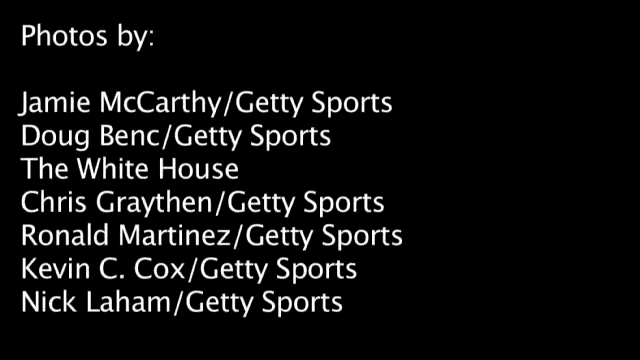 Photos by:
Jamie McCarthy/Getty Sports
Doug Benc/Getty Sports
The White House
Chris Graythen/Getty Sports
Ronald Martinez/Getty Sports
Kevin C. Cox/Getty Sports
Nick Laham/Getty Sports